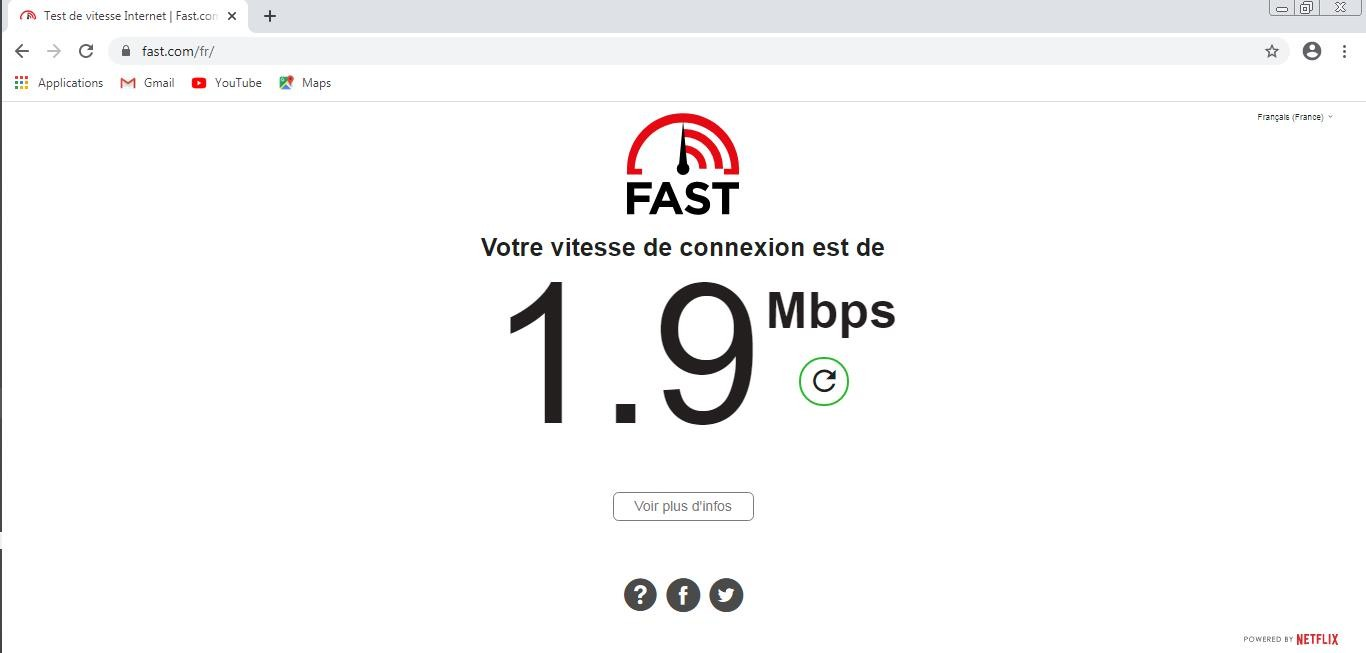 Test de vitesse Internet | Fast.com
fast.com/fr/
Applications Gmail YouTube Maps
Français (France)
FAST
Votre vitesse de connexion est de
1.9 Mbps
Voir plus d'infos
POWERED BY NETFLIX